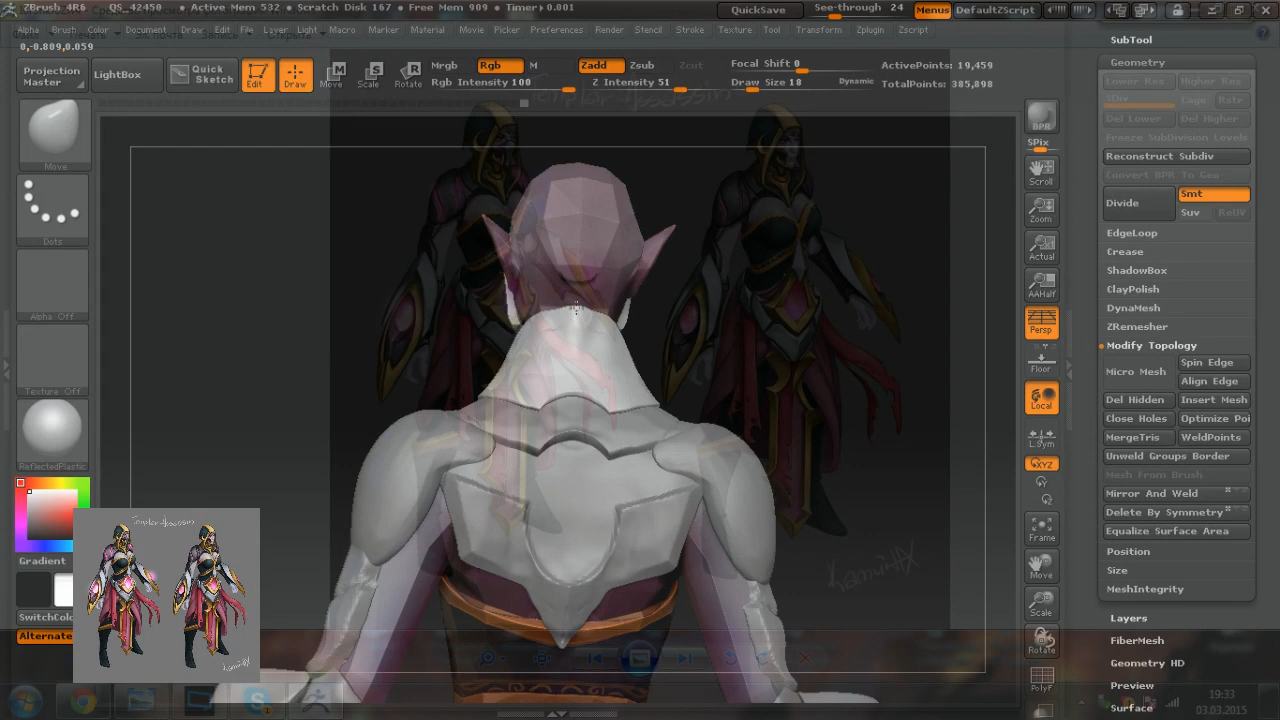 ZBrush 4R6 QS_42450 • Active Mem 532 • Scratch Disk 167 • Free Mem 909 • Timer▸0.001 QuickSave See-through 24 Menus DefaultZScript
Alpha Brush Color Document Draw Edit File Layer Light Macro Marker Material Movie Picker Preferences Render Stencil Stroke Texture Tool Transform Zplugin Zscript
0,-0.809,0.059
Projection Master
LightBox
Quick Sketch
Edit
Draw
Move
Scale
Rotate
Mrgb Rgb M
Rgb Intensity 100
Zadd Zsub Zcut
Z Intensity 51
Focal Shift 0
Draw Size 18
Dynamic
ActivePoints: 19,459
TotalPoints: 385,898
Move
Dots
Alpha Off
Texture Off
ReflectedPlastic
Gradient
SwitchColo
Alternate
Templar Assassin
BPR
SPix
Scroll
Zoom
Actual
AAHalf
Persp
Floor
Local
L.Sym
XYZ
Frame
Move
Scale
Rotate
PolyF
SubTool
Geometry
Lower Res Higher Res
SDiv Cage Rstr
Del Lower Del Higher
Freeze SubDivision Levels
Reconstruct Subdiv
Convert BPR To Geo
Divide
Smt
Suv ReUV
EdgeLoop
Crease
ShadowBox
ClayPolish
DynaMesh
ZRemesher
Modify Topology
Micro Mesh
Spin Edge
Align Edge
Del Hidden Insert Mesh
Close Holes Optimize Poi
MergeTris WeldPoints
Unweld Groups Border
Mesh From Brush
Mirror And Weld
Delete By Symmetry
Equalize Surface Area
Position
Size
MeshIntegrity
Layers
FiberMesh
Geometry HD
Preview
Surface
19:33
03.03.2015